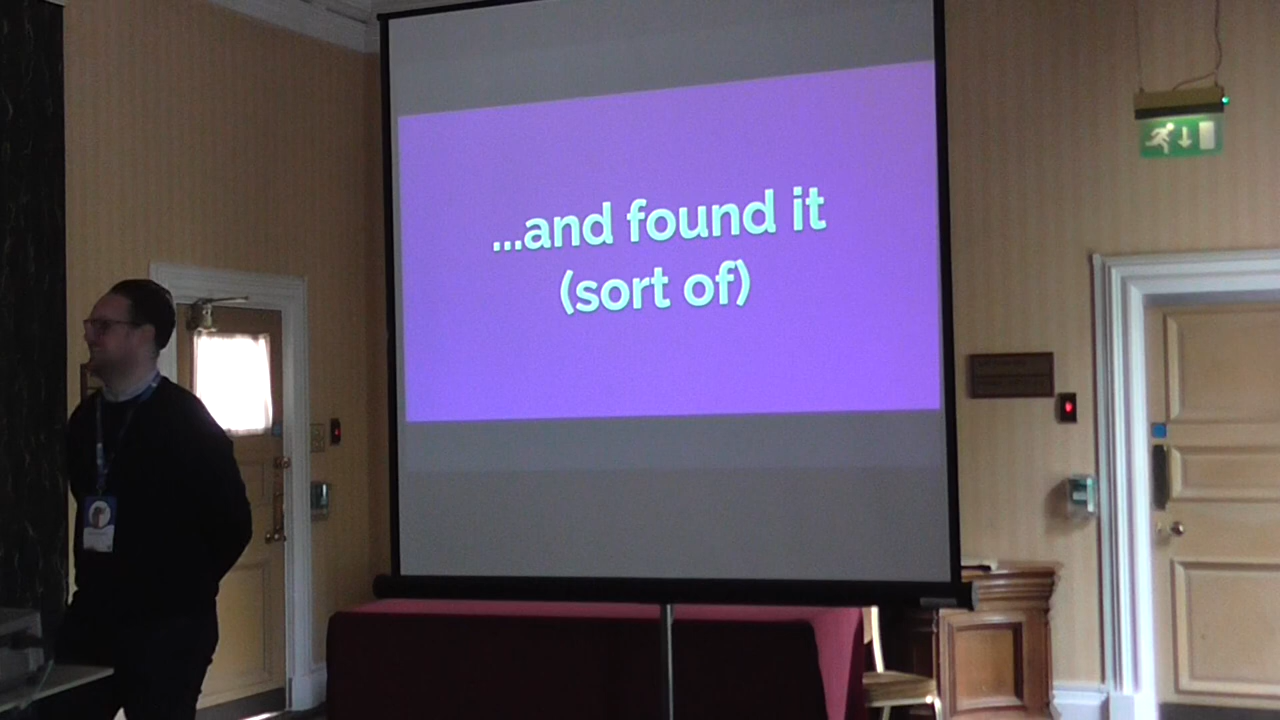 ...and found it
(sort of)